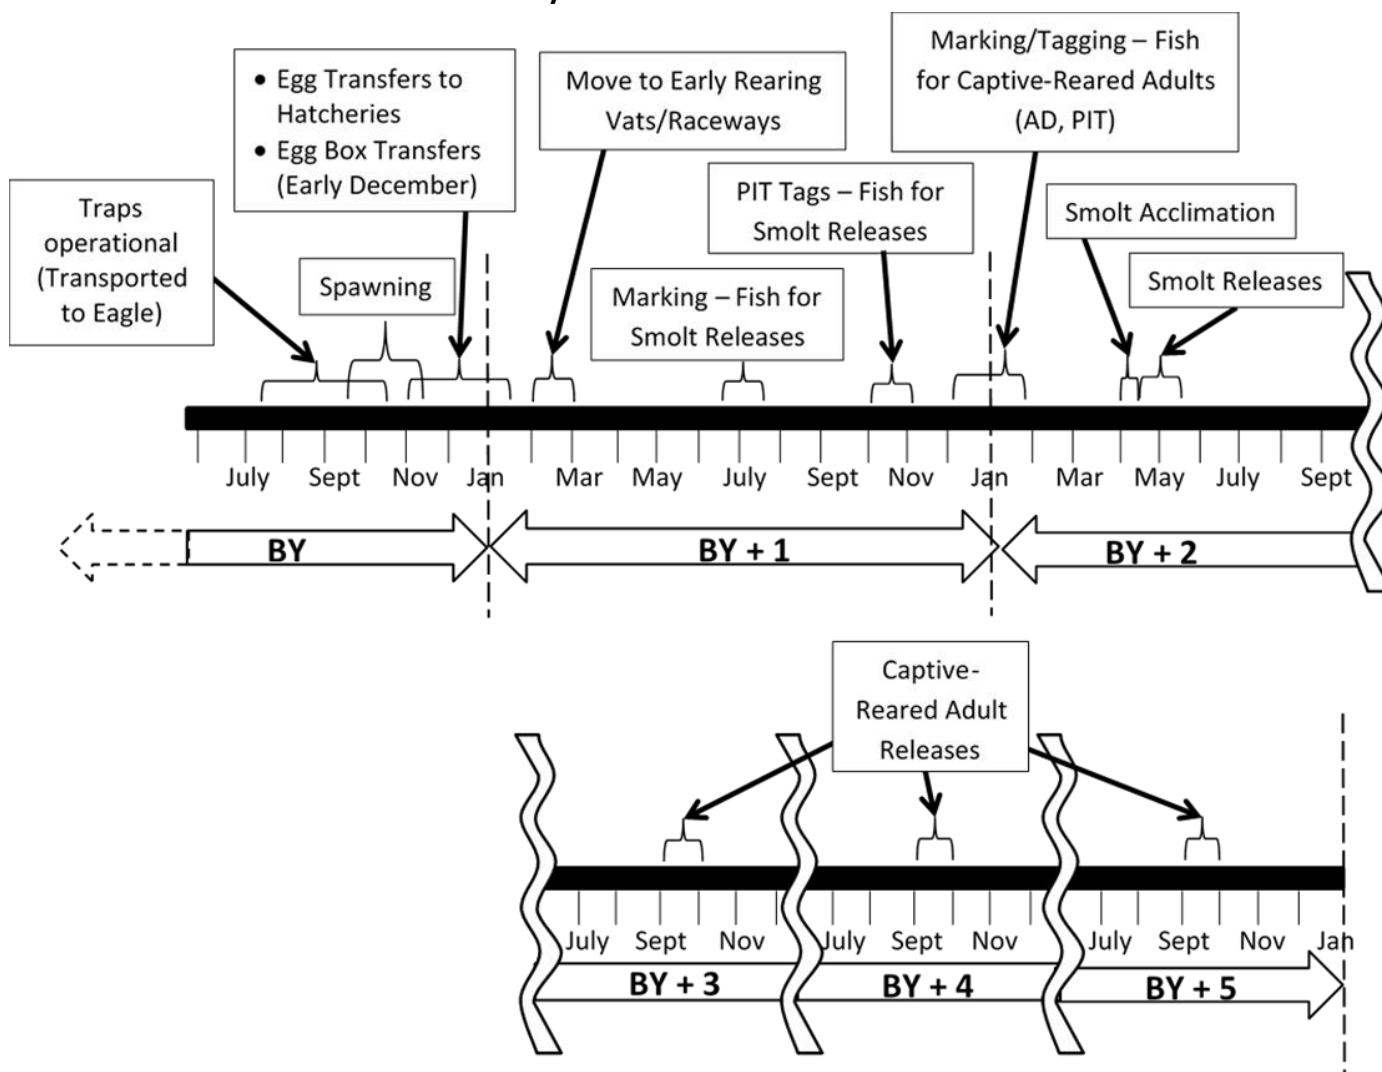 Traps
operational
(Transported
to Eagle)
• Egg Transfers to
Hatcheries
• Egg Box Transfers
(Early December)
Spawning
Move to Early Rearing
Vats/Raceways
Marking – Fish for
Smolt Releases
PIT Tags – Fish for
Smolt Releases
Marking/Tagging – Fish
for Captive-Reared Adults
(AD, PIT)
Smolt Acclimation
Smolt Releases
July Sept Nov Jan Mar May July Sept Nov Jan Mar May July Sept
BY BY + 1 BY + 2
Captive-
Reared Adult
Releases
July Sept Nov July Sept Nov July Sept Nov Jan
BY + 3 BY + 4 BY + 5